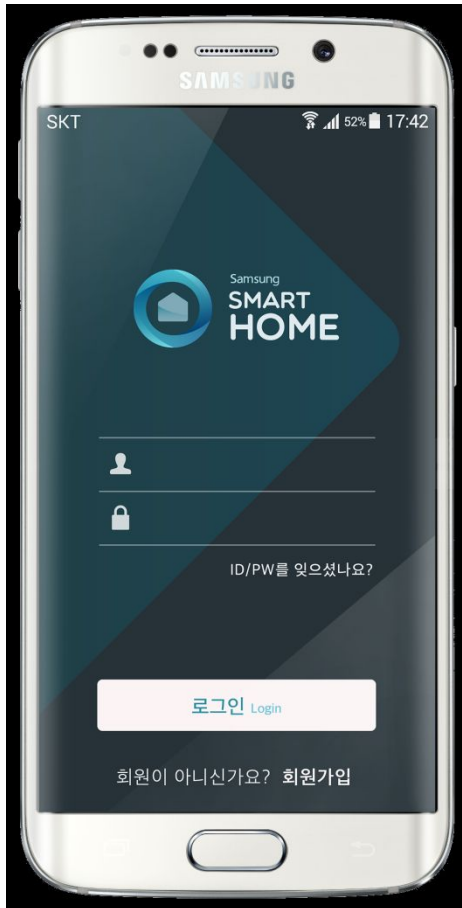 SAMSUNG
SKT 52% 17:42
Samsung
SMART
HOME
ID/PW를 잊으셨나요?
로그인 Login
회원이 아니신가요? 회원가입